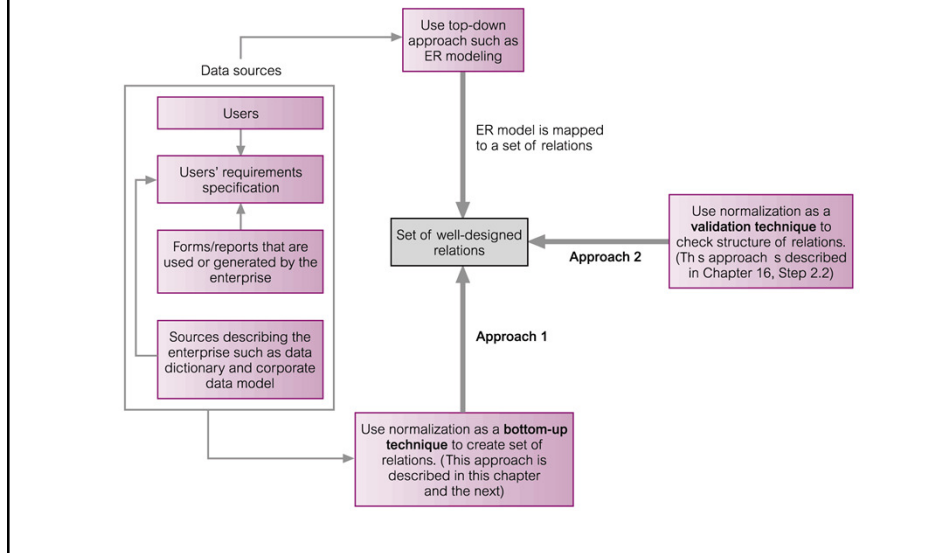 Use top-down
approach such as
ER modeling
Data sources
Users
Users' requirements
specification
Forms/reports that are
used or generated by the
enterprise
Sources describing the
enterprise such as data
dictionary and corporate
data model
ER model is mapped
to a set of relations
Set of well-designed
relations
Approach 2
Use normalization as a
validation technique to
check structure of relations.
(Th s approach s described
in Chapter 16, Step 2.2)
Approach 1
Use normalization as a bottom-up
technique to create set of
relations. (This approach is
described in this chapter
and the next)